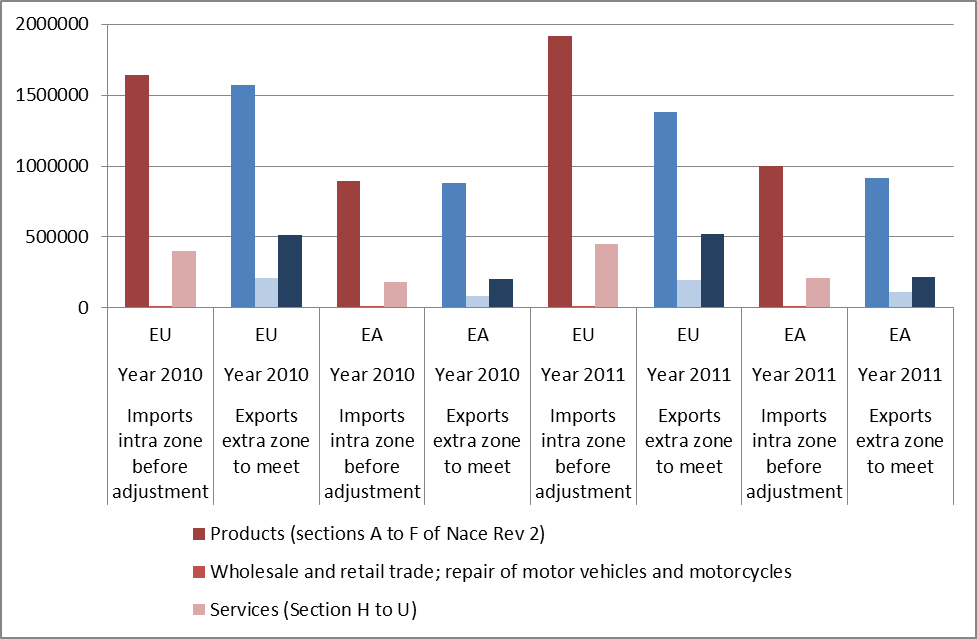 2000000
1500000
1000000
500000
0
EU EU EA EA EU EU EA EA
Year 2010 Year 2010 Year 2010 Year 2010 Year 2011 Year 2011 Year 2011 Year 2011
Imports Exports Imports Exports Imports Exports Imports Exports
intra zone extra zone intra zone extra zone intra zone extra zone intra zone extra zone
before to meet before to meet before to meet before to meet
adjustment adjustment adjustment adjustment
Products (sections A to F of Nace Rev 2)
Wholesale and retail trade; repair of motor vehicles and motorcycles
Services (Section H to U)